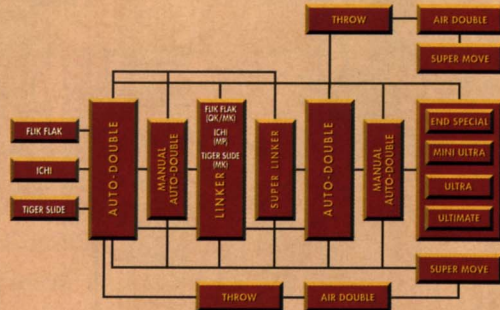 THROW
AIR DOUBLE
SUPER MOVE
FLIK FLAK
ICHI
TIGER SLIDE
AUTO-DOUBLE
MANUAL
AUTO-DOUBLE
LINKER
FLIK FLAK
(QK/MK)
ICHI
(MP)
TIGER SLIDE
(MK)
SUPER LINKER
AUTO-DOUBLE
MANUAL
AUTO-DOUBLE
END SPECIAL
MINI ULTRA
ULTRA
ULTIMATE
SUPER MOVE
THROW
AIR DOUBLE